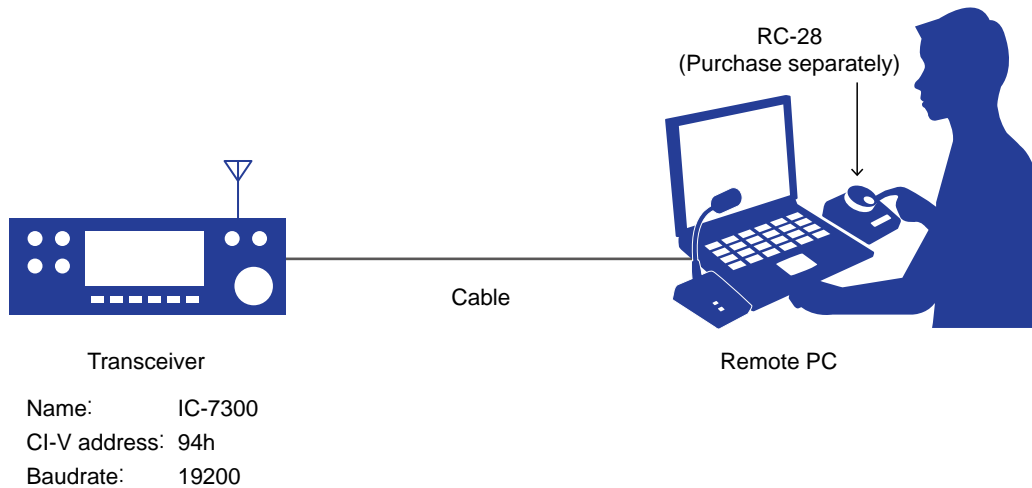 RC-28
(Purchase separately)
Cable
Transceiver
Remote PC
Name: IC-7300
CI-V address: 94h
Baudrate: 19200